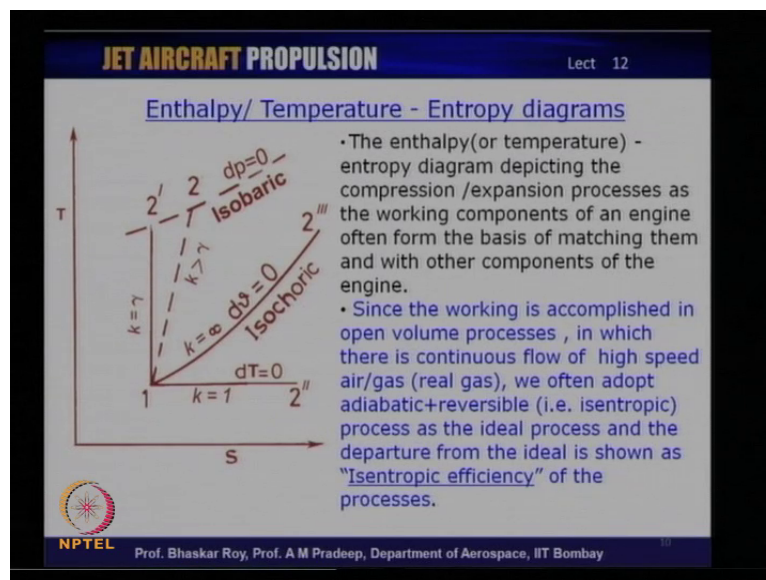 JET AIRCRAFT PROPULSION
Lect 12
Enthalpy/ Temperature - Entropy diagrams
T
2' 2 dp=0
Isobaric
2'''
k=γ
k>γ
k=∞ dϑ=0
Isochoric
dT=0
1 k=1 2''
S
•The enthalpy(or temperature) -
entropy diagram depicting the
compression /expansion processes as
the working components of an engine
often form the basis of matching them
and with other components of the
engine.
• Since the working is accomplished in
open volume processes , in which
there is continuous flow of high speed
air/gas (real gas), we often adopt
adiabatic+reversible (i.e. isentropic)
process as the ideal process and the
departure from the ideal is shown as
“Isentropic efficiency” of the
processes.
NPTEL
Prof. Bhaskar Roy, Prof. A M Pradeep, Department of Aerospace, IIT Bombay
10